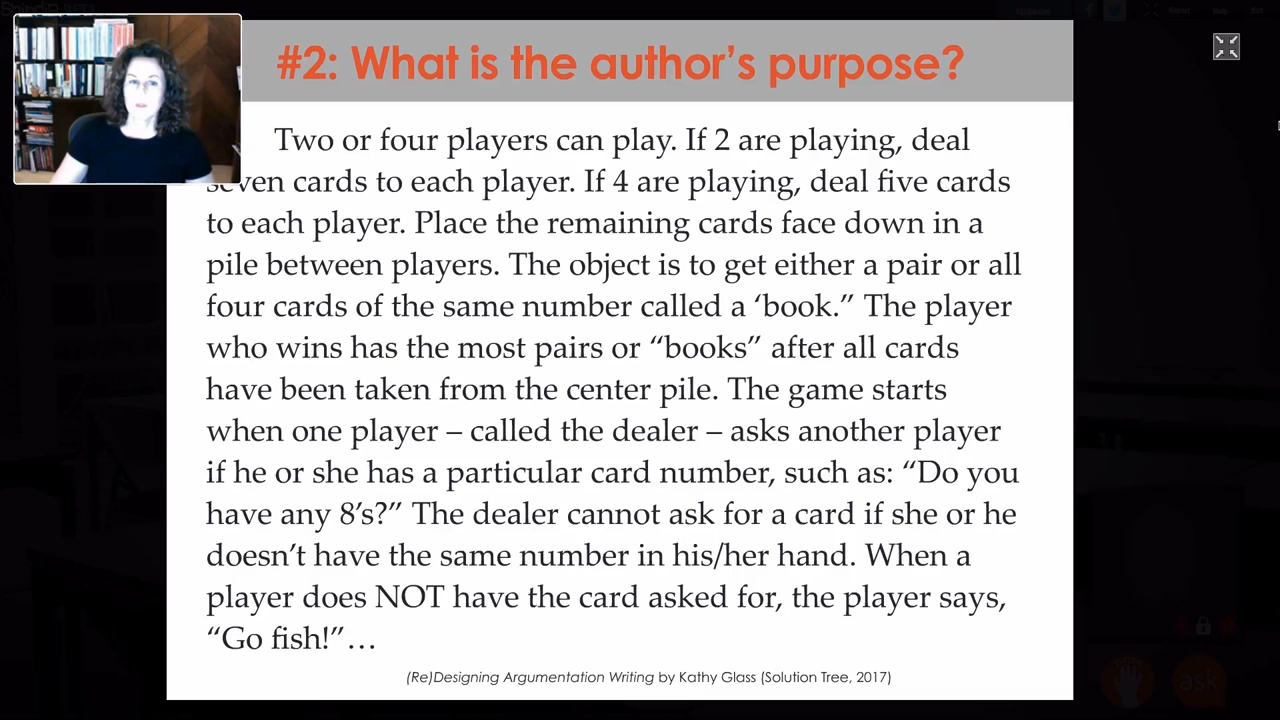 #2: What is the author's purpose?
Two or four players can play. If 2 are playing, deal
seven cards to each player. If 4 are playing, deal five cards
to each player. Place the remaining cards face down in a
pile between players. The object is to get either a pair or all
four cards of the same number called a ‘book.” The player
who wins has the most pairs or “books” after all cards
have been taken from the center pile. The game starts
when one player – called the dealer – asks another player
if he or she has a particular card number, such as: “Do you
have any 8’s?” The dealer cannot ask for a card if she or he
doesn’t have the same number in his/her hand. When a
player does NOT have the card asked for, the player says,
“Go fish!”…
(Re)Designing Argumentation Writing by Kathy Glass (Solution Tree, 2017)
ask